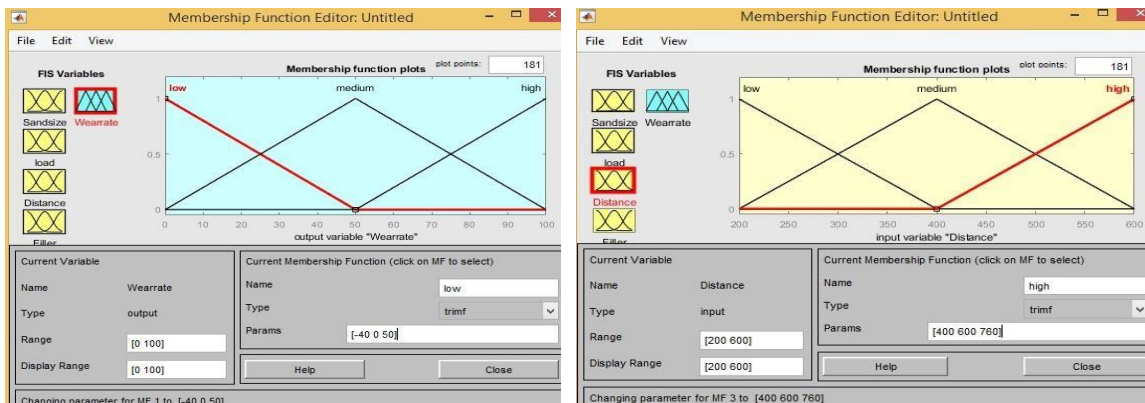 Membership Function Editor: Untitled
File Edit View
FIS Variables
Membership function plots
plot points: 181
low medium high
1
Sandsize Wearrate
load
0.5
Distance
0
0 10 20 30 40 50 60 70 80 90 100
Filler
output variable "Wearrate"
Current Variable
Current Membership Function (click on MF to select)
Name Wearrate
Name low
Type output
Type trimf
Params [-40 0 50]
Range [0 100]
Display Range [0 100]
Help Close
Changing parameter for MF 1 to [-40 0 50]
Membership Function Editor: Untitled
File Edit View
FIS Variables
Membership function plots
plot points: 181
low medium high
1
Sandsize Wearrate
load
0.5
Distance
0
200 250 300 350 400 450 500 550 600
Filler
input variable "Distance"
Current Variable
Current Membership Function (click on MF to select)
Name Distance
Name high
Type input
Type trimf
Params [400 600 760]
Range [200 600]
Display Range [200 600]
Help Close
Changing parameter for MF 3 to [400 600 760]